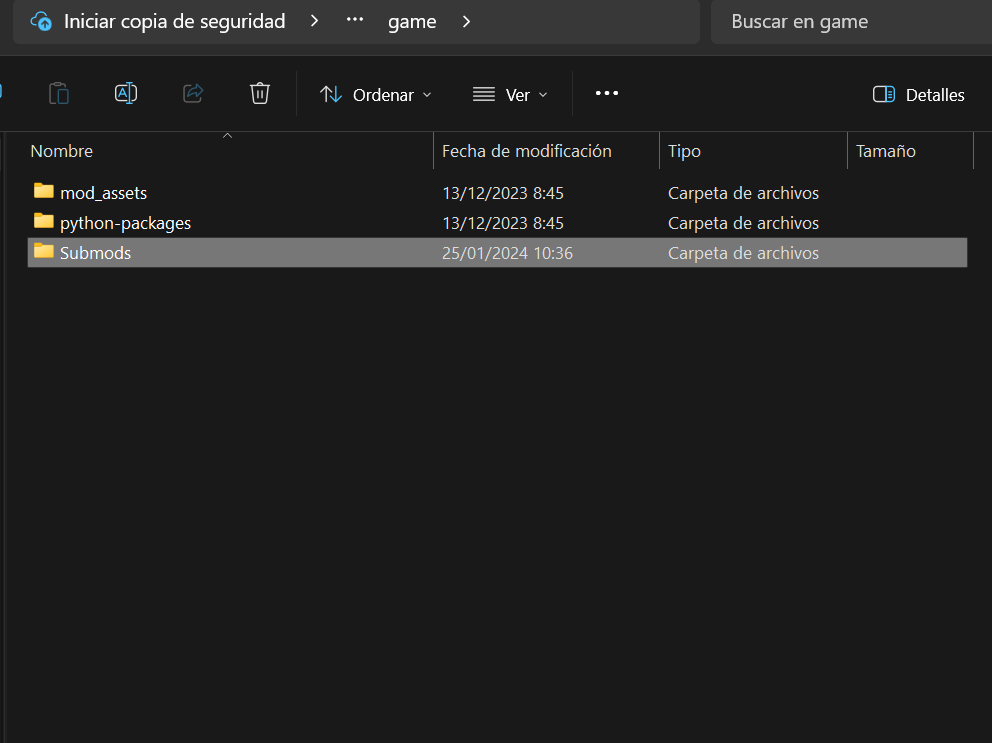 Iniciar copia de seguridad > ... game > Buscar en game
Ordenar Ver ... Detalles
Nombre Fecha de modificación Tipo Tamaño
mod_assets 13/12/2023 8:45 Carpeta de archivos
python-packages 13/12/2023 8:45 Carpeta de archivos
Submods 25/01/2024 10:36 Carpeta de archivos